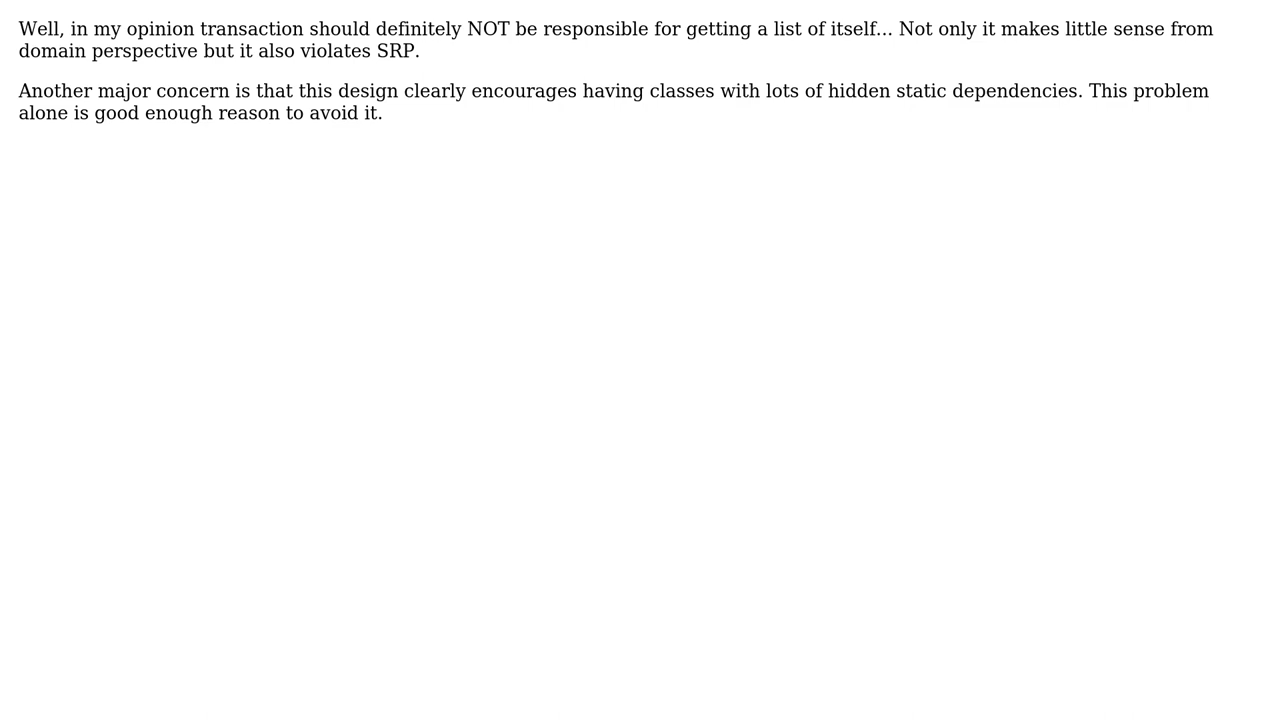 Well, in my opinion transaction should definitely NOT be responsible for getting a list of itself... Not only it makes little sense from
domain perspective but it also violates SRP.
Another major concern is that this design clearly encourages having classes with lots of hidden static dependencies. This problem
alone is good enough reason to avoid it.